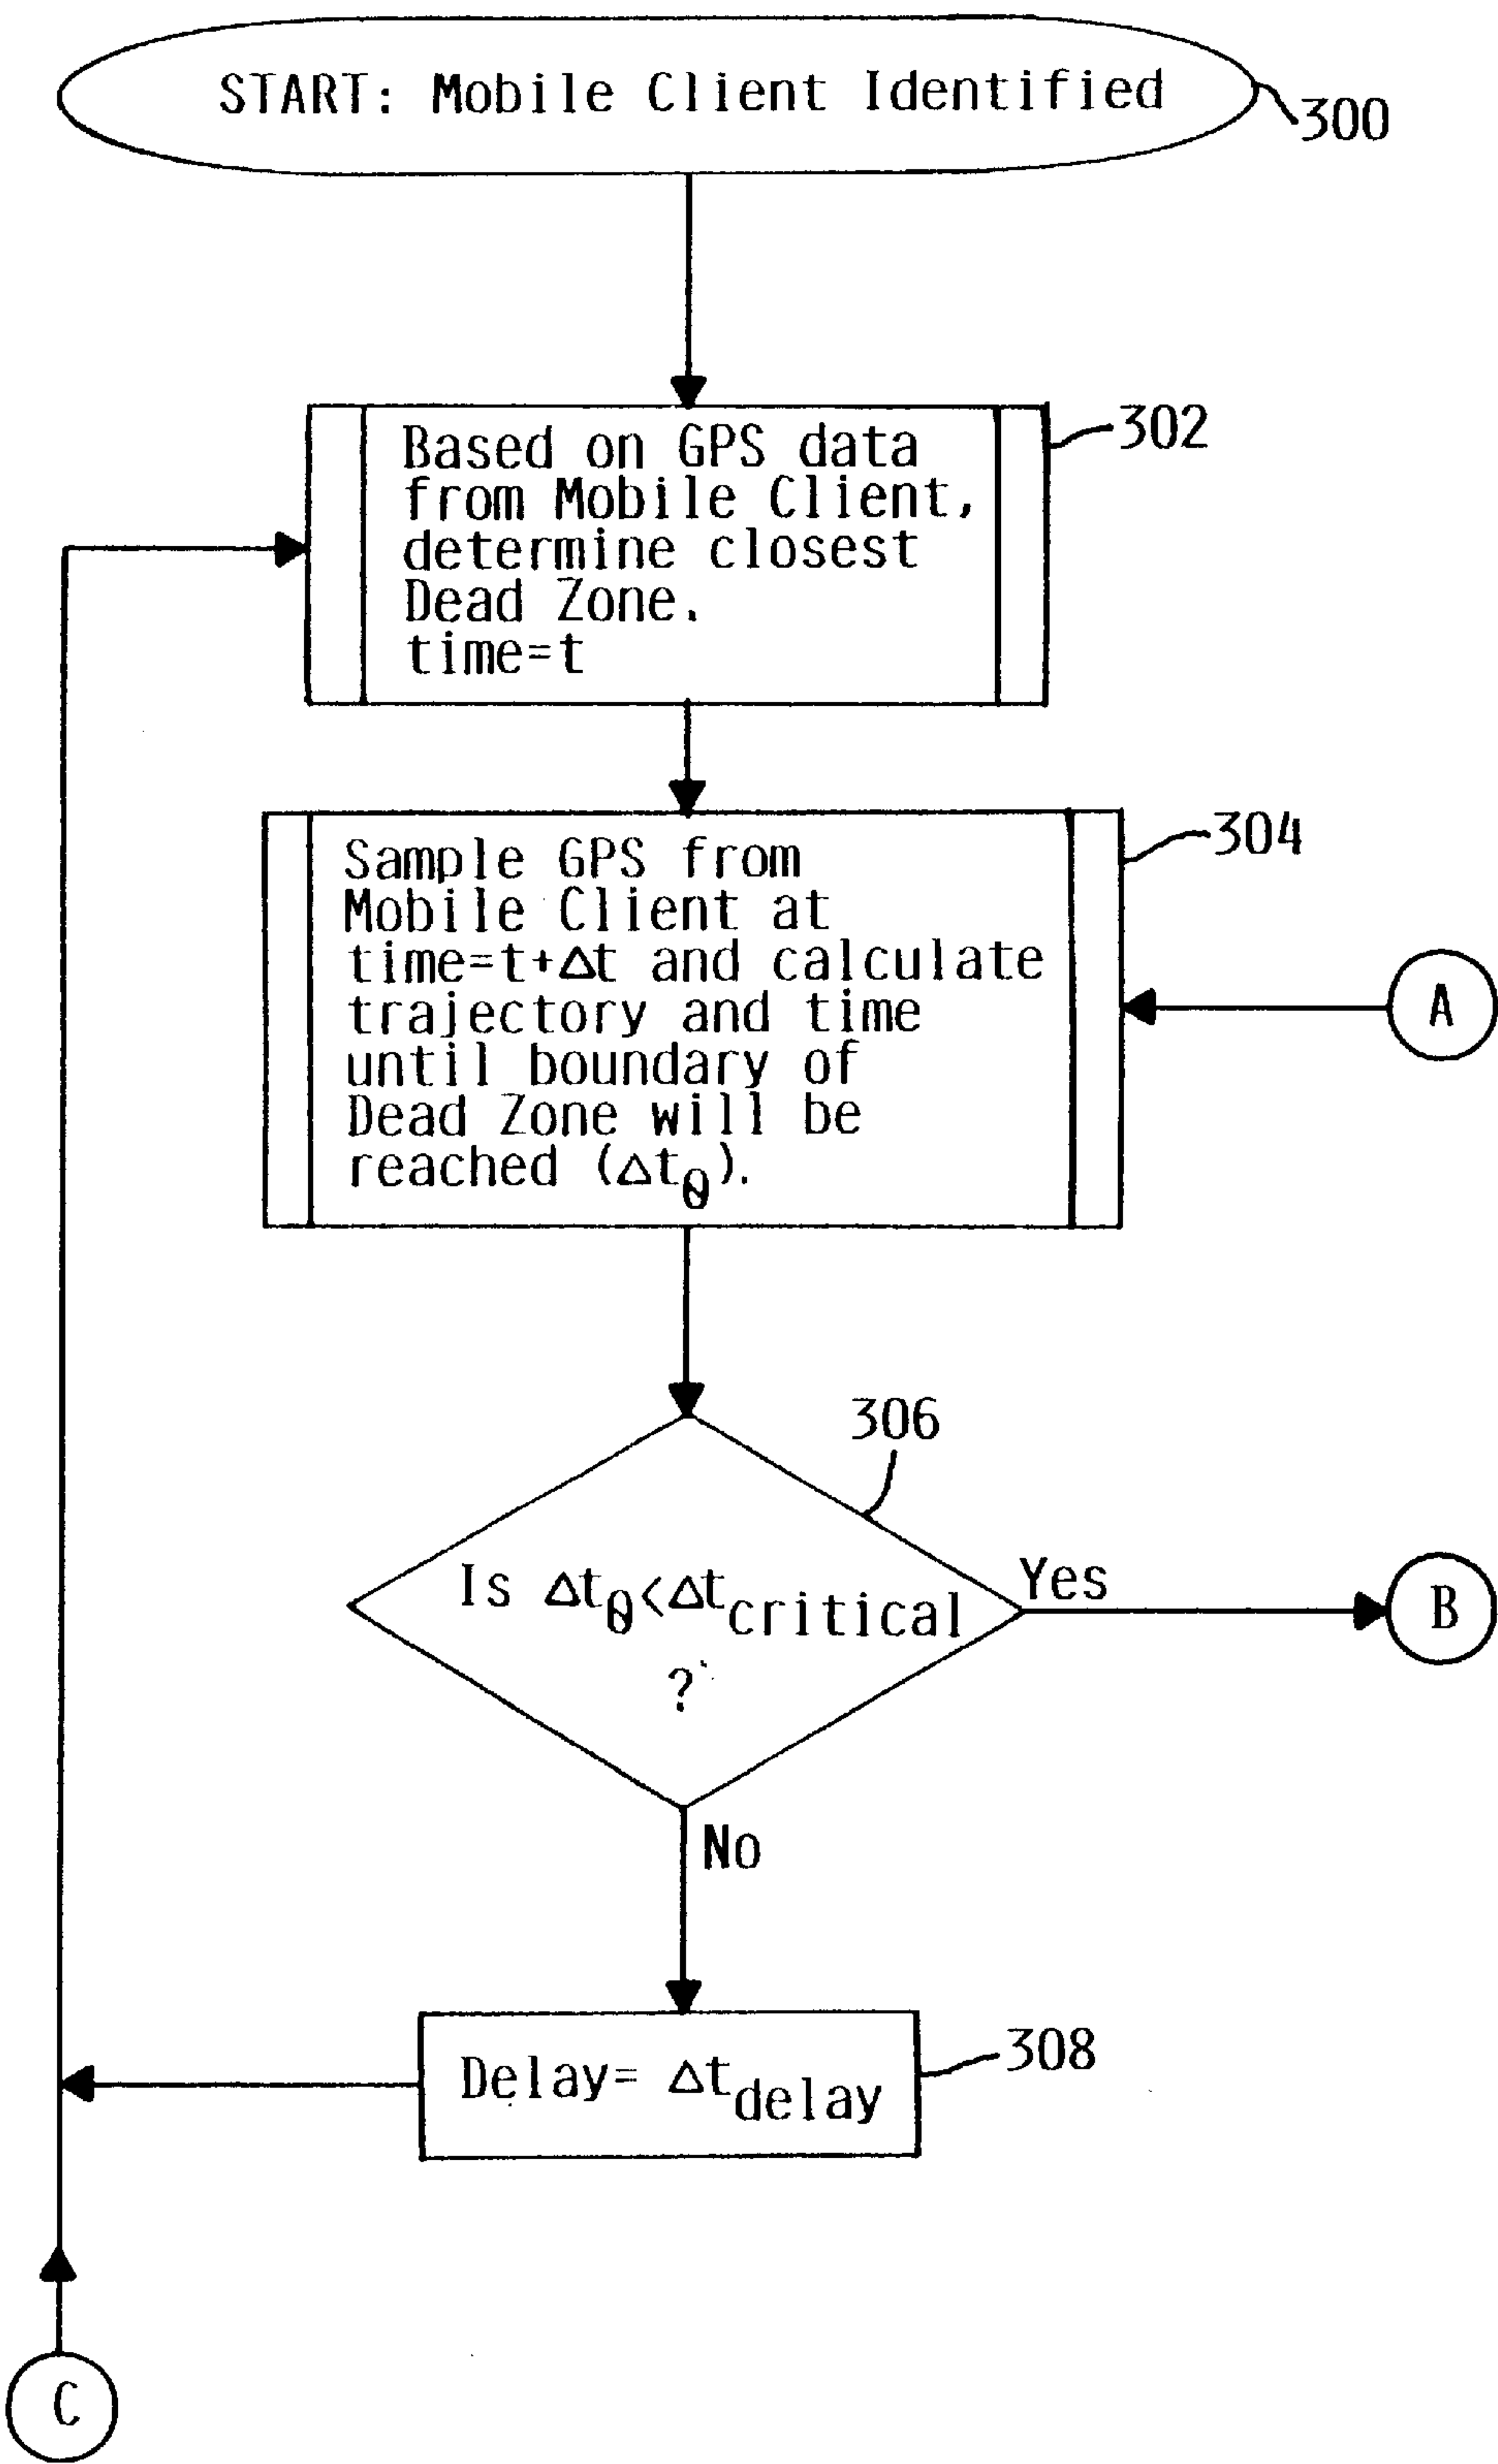 START: Mobile Client Identified
300
Based on GPS data
from Mobile Client,
determine closest
Dead Zone.
time=t
302
Sample GPS from
Mobile Client at
time=t+Δt and calculate
trajectory and time
until boundary of
Dead Zone will be
reached (Δt0).
304
A
306
Is Δt0<Δtcritical
?
Yes
B
No
Delay= Δtdelay
308
C